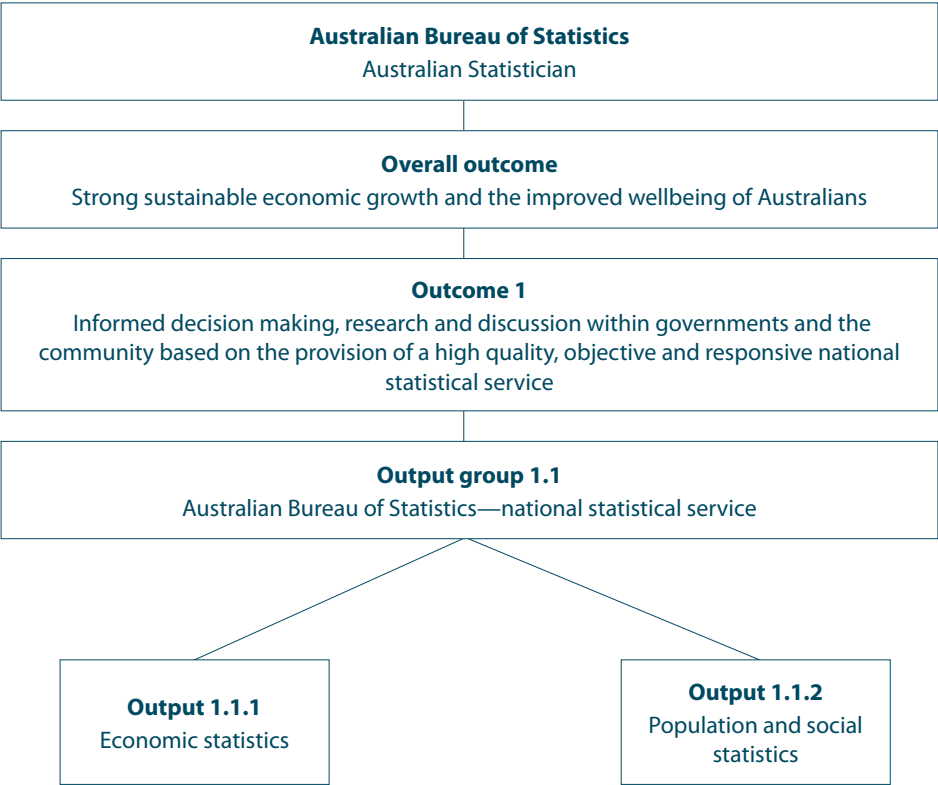 Australian Bureau of Statistics
Australian Statistician
Overall outcome
Strong sustainable economic growth and the improved wellbeing of Australians
Outcome 1
Informed decision making, research and discussion within governments and the
community based on the provision of a high quality, objective and responsive national
statistical service
Output group 1.1
Australian Bureau of Statistics—national statistical service
Output 1.1.1
Economic statistics
Output 1.1.2
Population and social
statistics